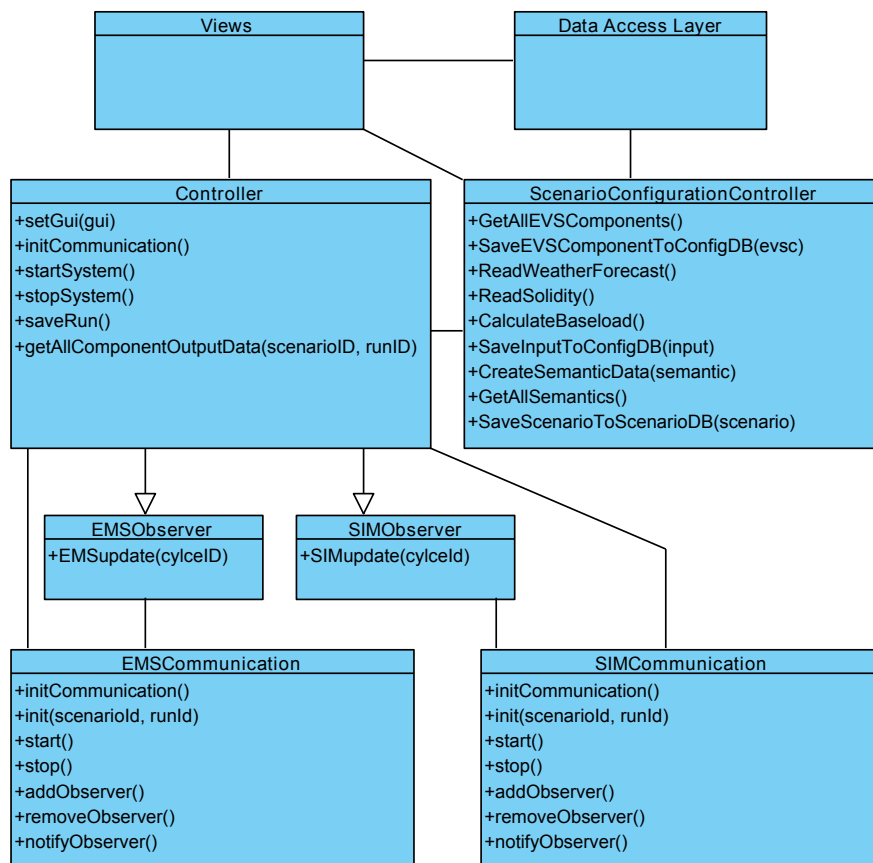 Views
Data Access Layer
Controller
+setGui(gui)
+initCommunication()
+startSystem()
+stopSystem()
+saveRun()
+getAllComponentOutputData(scenarioID, runID)
ScenarioConfigurationController
+GetAllEVSComponents()
+SaveEVSComponentToConfigDB(evsc)
+ReadWeatherForecast()
+ReadSolidity()
+CalculateBaseload()
+SaveInputToConfigDB(input)
+CreateSemanticData(semantic)
+GetAllSemantics()
+SaveScenarioToScenarioDB(scenario)
EMSObserver
+EMSupdate(cylceID)
SIMObserver
+SIMupdate(cylceId)
EMSCommunication
+initCommunication()
+init(scenarioId, runId)
+start()
+stop()
+addObserver()
+removeObserver()
+notifyObserver()
SIMCommunication
+initCommunication()
+init(scenarioId, runId)
+start()
+stop()
+addObserver()
+removeObserver()
+notifyObserver()